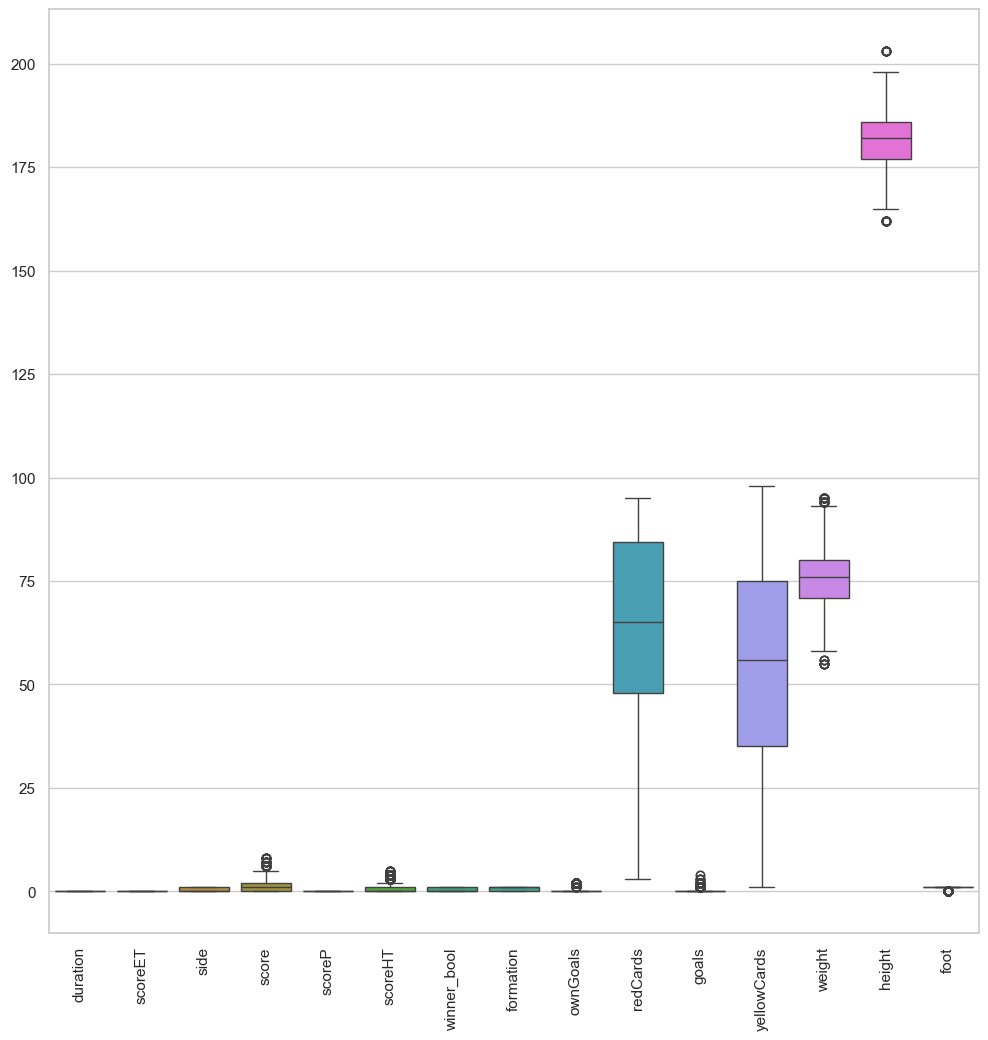 200
175
150
125
100
75
50
25
0
duration
scoreET
side
score
scoreP
scoreHT
winner_bool
formation
ownGoals
redCards
goals
yellowCards
weight
height
foot